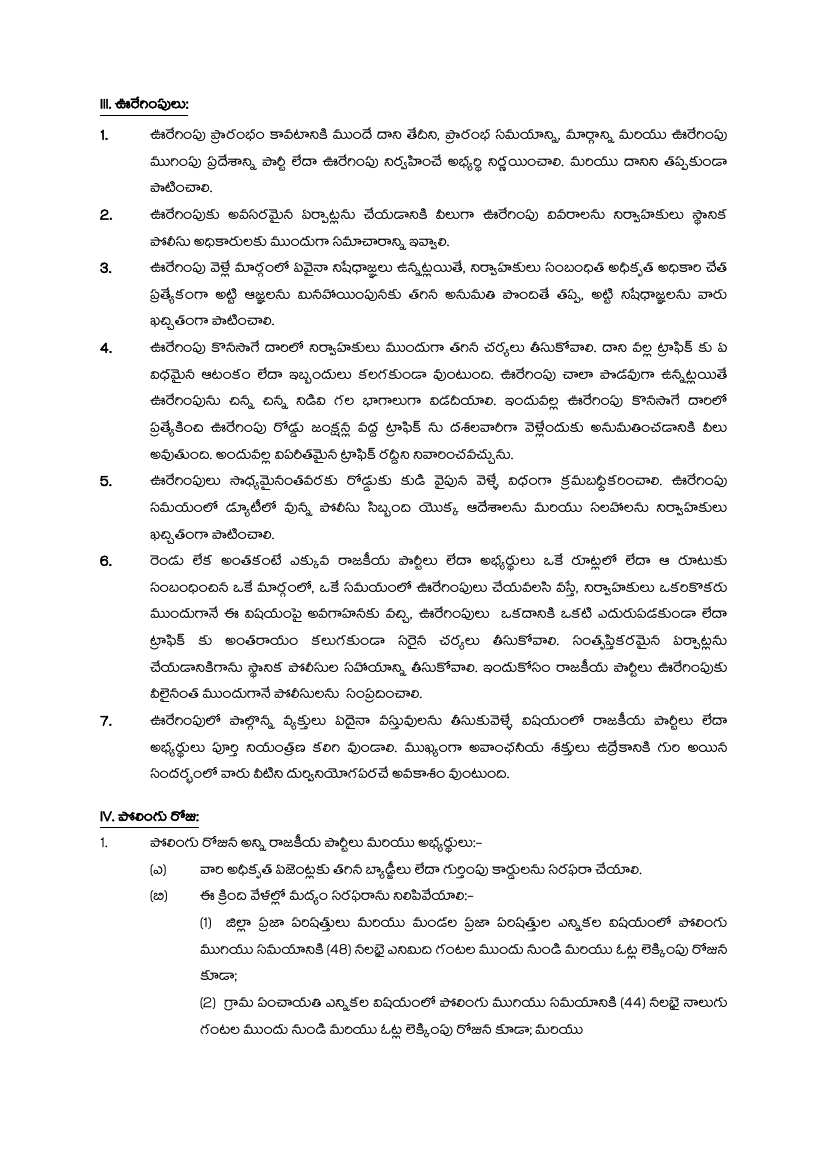 III. ఊరేగింపులు:
1. ఊరేగింపు ప్రారంభం కావటానికి ముందే దాని తేదీని, ప్రారంభ సమయాన్ని, మార్గాన్ని మరియు ఊరేగింపు
ముగింపు ప్రదేశాన్ని పార్టీ లేదా ఊరేగింపు నిర్వహించే అభ్యర్థి నిర్ణయించాలి. మరియు దానిని తప్పకుండా
పాటించాలి.
2. ఊరేగింపుకు అవసరమైన ఏర్పాట్లను చేయడానికి వీలుగా ఊరేగింపు వివరాలను నిర్వాహకులు స్థానిక
పోలీసు అధికారులకు ముందుగా సమాచారాన్ని ఇవ్వాలి.
3. ఊరేగింపు వెళ్లే మార్గంలో ఏవైనా నిషేధాజ్ఞలు ఉన్నట్లయితే, నిర్వాహకులు సంబంధిత అధీకృత అధికారి చేత
ప్రత్యేకంగా అట్టి ఆజ్ఞలను మినహాయింపునకు తగిన అనుమతి పొందితే తప్ప, అట్టి నిషేధాజ్ఞలను వారు
ఖచ్చితంగా పాటించాలి.
4. ఊరేగింపు కొనసాగే దారిలో నిర్వాహకులు ముందుగా తగిన చర్యలు తీసుకోవాలి. దాని వల్ల ట్రాఫిక్ కు ఏ
విధమైన ఆటంకం లేదా ఇబ్బందులు కలగకుండా వుంటుంది. ఊరేగింపు చాలా పొడవుగా ఉన్నట్లయితే
ఊరేగింపును చిన్న చిన్న నిడివి గల భాగాలుగా విడదీయాలి. ఇందువల్ల ఊరేగింపు కొనసాగే దారిలో
ప్రత్యేకించి ఊరేగింపు రోడ్డు జంక్షన్ల వద్ద ట్రాఫిక్ ను దశలవారీగా వెళ్లేందుకు అనుమతించడానికి వీలు
అవుతుంది. అందువల్ల విపరీతమైన ట్రాఫిక్ రద్దీని నివారించవచ్చును.
5. ఊరేగింపులు సాధ్యమైనంతవరకు రోడ్డుకు కుడి వైపున వెళ్ళే విధంగా క్రమబద్ధీకరించాలి. ఊరేగింపు
సమయంలో డ్యూటీలో వున్న పోలీసు సిబ్బంది యొక్క ఆదేశాలను మరియు సలహాలను నిర్వాహకులు
ఖచ్చితంగా పాటించాలి.
6. రెండు లేక అంతకంటే ఎక్కువ రాజకీయ పార్టీలు లేదా అభ్యర్థులు ఒకే రూట్లలో లేదా ఆ రూటుకు
సంబంధించిన ఒకే మార్గంలో, ఒకే సమయంలో ఊరేగింపులు చేయవలసి వస్తే, నిర్వాహకులు ఒకరికొకరు
ముందుగానే ఈ విషయంపై అవగాహనకు వచ్చి, ఊరేగింపులు ఒకదానికి ఒకటి ఎదురుపడకుండా లేదా
ట్రాఫిక్ కు అంతరాయం కలుగకుండా సరైన చర్యలు తీసుకోవాలి. సంతృప్తికరమైన ఏర్పాట్లను
చేయడానికిగాను స్థానిక పోలీసుల సహాయాన్ని తీసుకోవాలి. ఇందుకోసం రాజకీయ పార్టీలు ఊరేగింపుకు
వీలైనంత ముందుగానే పోలీసులను సంప్రదించాలి.
7. ఊరేగింపులో పాల్గొన్న వ్యక్తులు ఏదైనా వస్తువులను తీసుకువెళ్ళే విషయంలో రాజకీయ పార్టీలు లేదా
అభ్యర్థులు పూర్తి నియంత్రణ కలిగి వుండాలి. ముఖ్యంగా అవాంఛనీయ శక్తులు ఉద్రేకానికి గురి అయిన
సందర్భంలో వారు వీటిని దుర్వినియోగపరచే అవకాశం వుంటుంది.
IV. పోలింగు రోజు:
1. పోలింగు రోజున అన్ని రాజకీయ పార్టీలు మరియు అభ్యర్థులు:-
(ఎ) వారి అధీకృత ఏజెంట్లకు తగిన బ్యాడ్జీలు లేదా గుర్తింపు కార్డులను సరఫరా చేయాలి.
(బి) ఈ క్రింది వేళల్లో మద్యం సరఫరాను నిలిపివేయాలి:-
(1) జిల్లా ప్రజా పరిషత్తులు మరియు మండల ప్రజా పరిషత్తుల ఎన్నికల విషయంలో పోలింగు
ముగియు సమయానికి (48) నలభై ఎనిమిది గంటల ముందు నుండి మరియు ఓట్ల లెక్కింపు రోజున
కూడా;
(2) గ్రామ పంచాయతి ఎన్నికల విషయంలో పోలింగు ముగియు సమయానికి (44) నలభై నాలుగు
గంటల ముందు నుండి మరియు ఓట్ల లెక్కింపు రోజున కూడా; మరియు